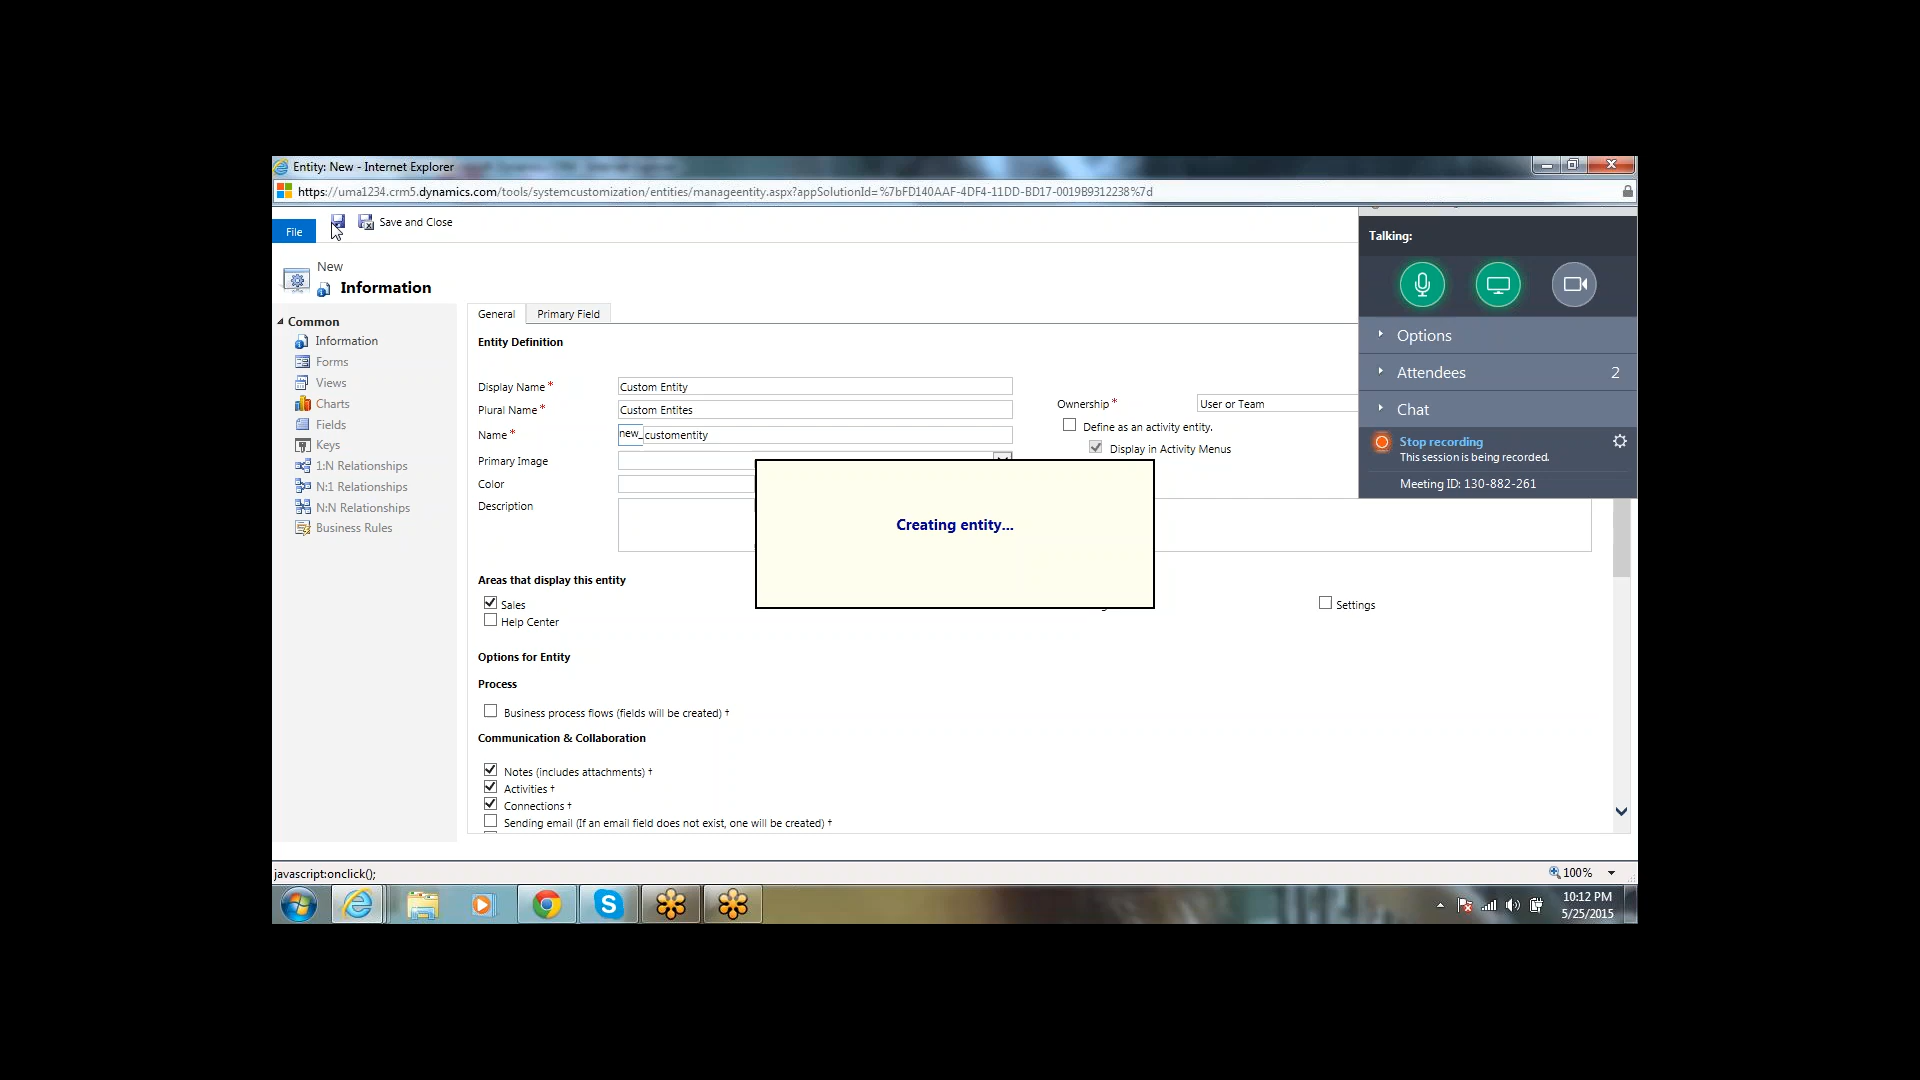 Entity: New - Internet Explorer
https://uma1234.crm5.dynamics.com/tools/systemcustomization/entities/manageentity.aspx?appSolutionId=%7bFD140AAF-4DF4-11DD-BD17-0019B9312238%7d
File
Save and Close
New
Information
Common
Information
Forms
Views
Charts
Fields
Keys
1:N Relationships
N:1 Relationships
N:N Relationships
Business Rules
General
Primary Field
Entity Definition
Display Name *
Custom Entity
Plural Name *
Custom Entites
Name *
new_ customentity
Primary Image
Color
Description
Ownership *
User or Team
Define as an activity entity.
Display in Activity Menus
Creating entity...
Areas that display this entity
Sales
Settings
Help Center
Options for Entity
Process
Business process flows (fields will be created) †
Communication & Collaboration
Notes (includes attachments) †
Activities †
Connections †
Sending email (If an email field does not exist, one will be created) †
Talking:
Options
Attendees 2
Chat
Stop recording
This session is being recorded.
Meeting ID: 130-882-261
javascript:onclick();
100%
10:12 PM
5/25/2015